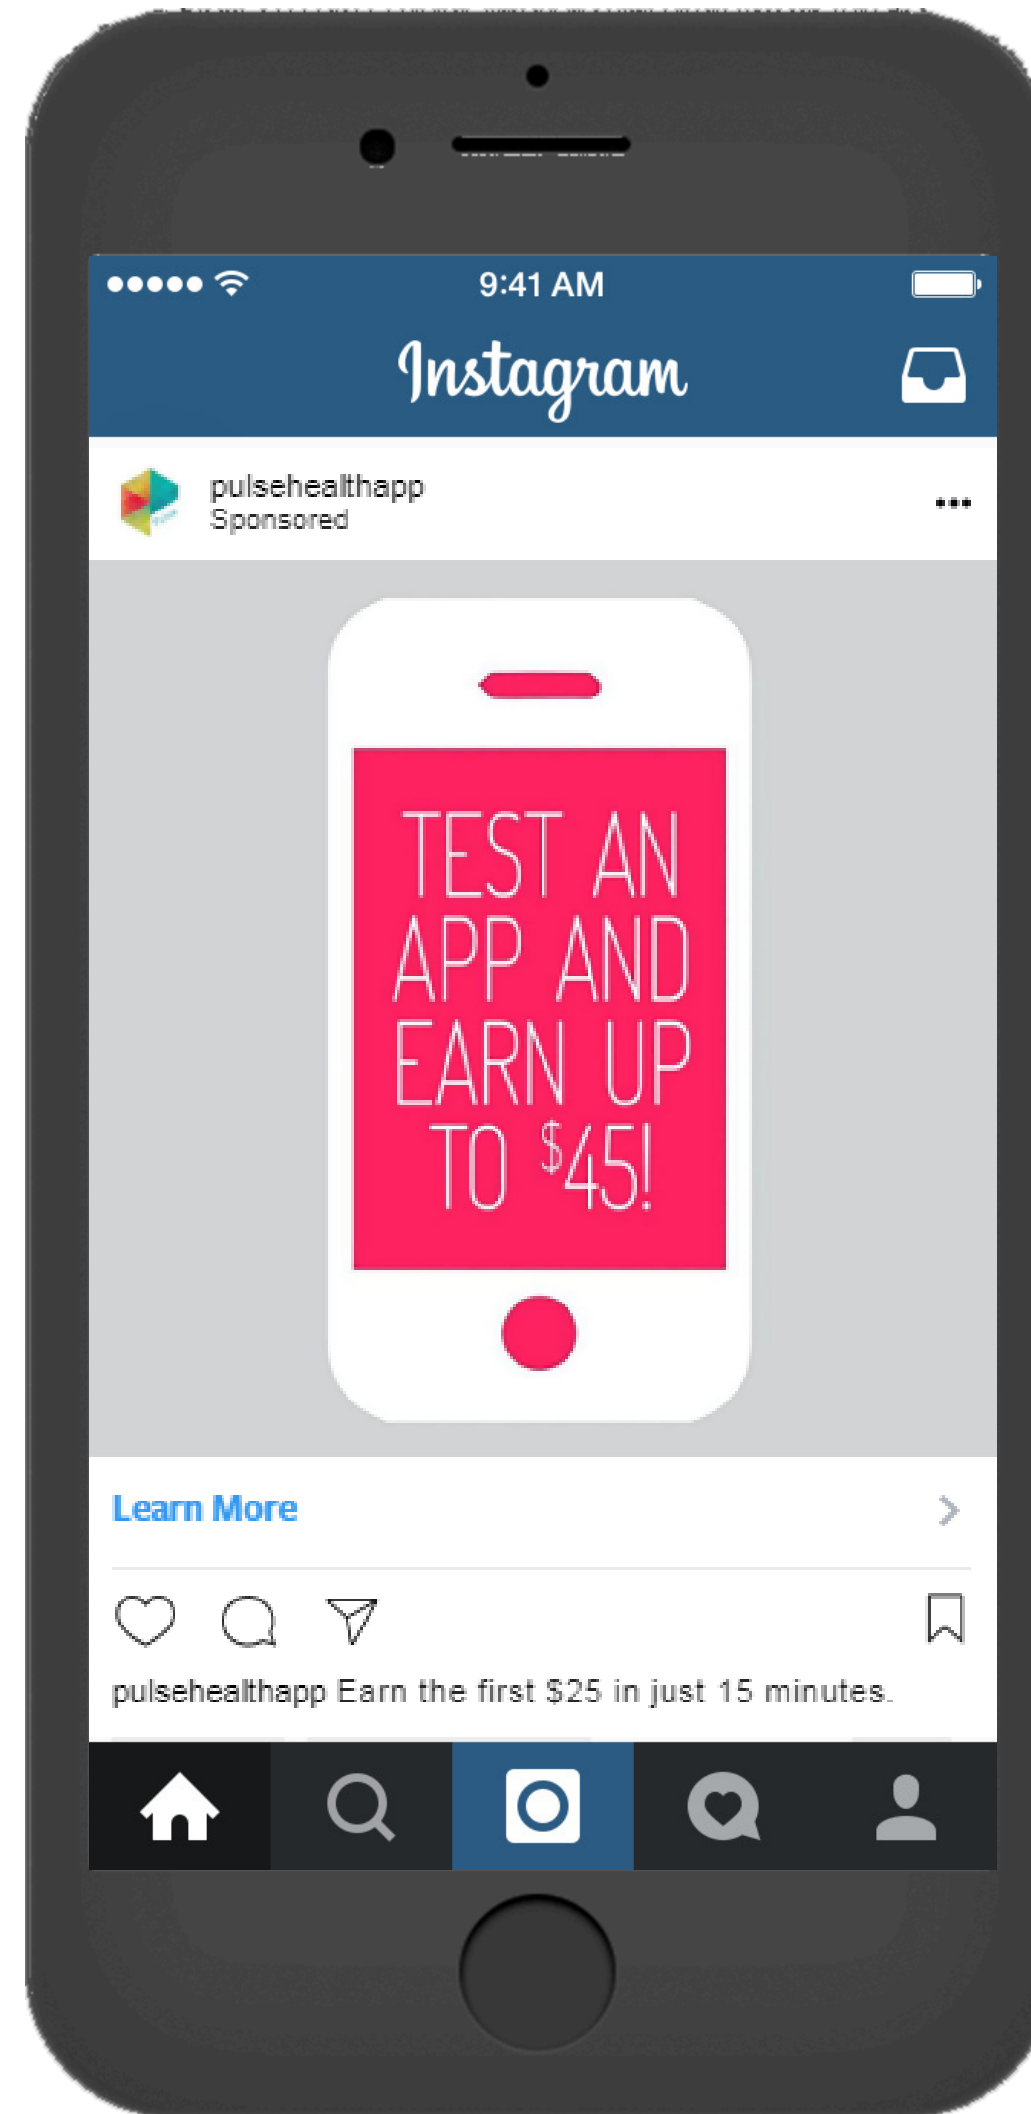 9:41 AM
Instagram
pulsehealthapp
Sponsored
TEST AN
APP AND
EARN UP
TO $45!
Learn More
pulsehealthapp Earn the first $25 in just 15 minutes.